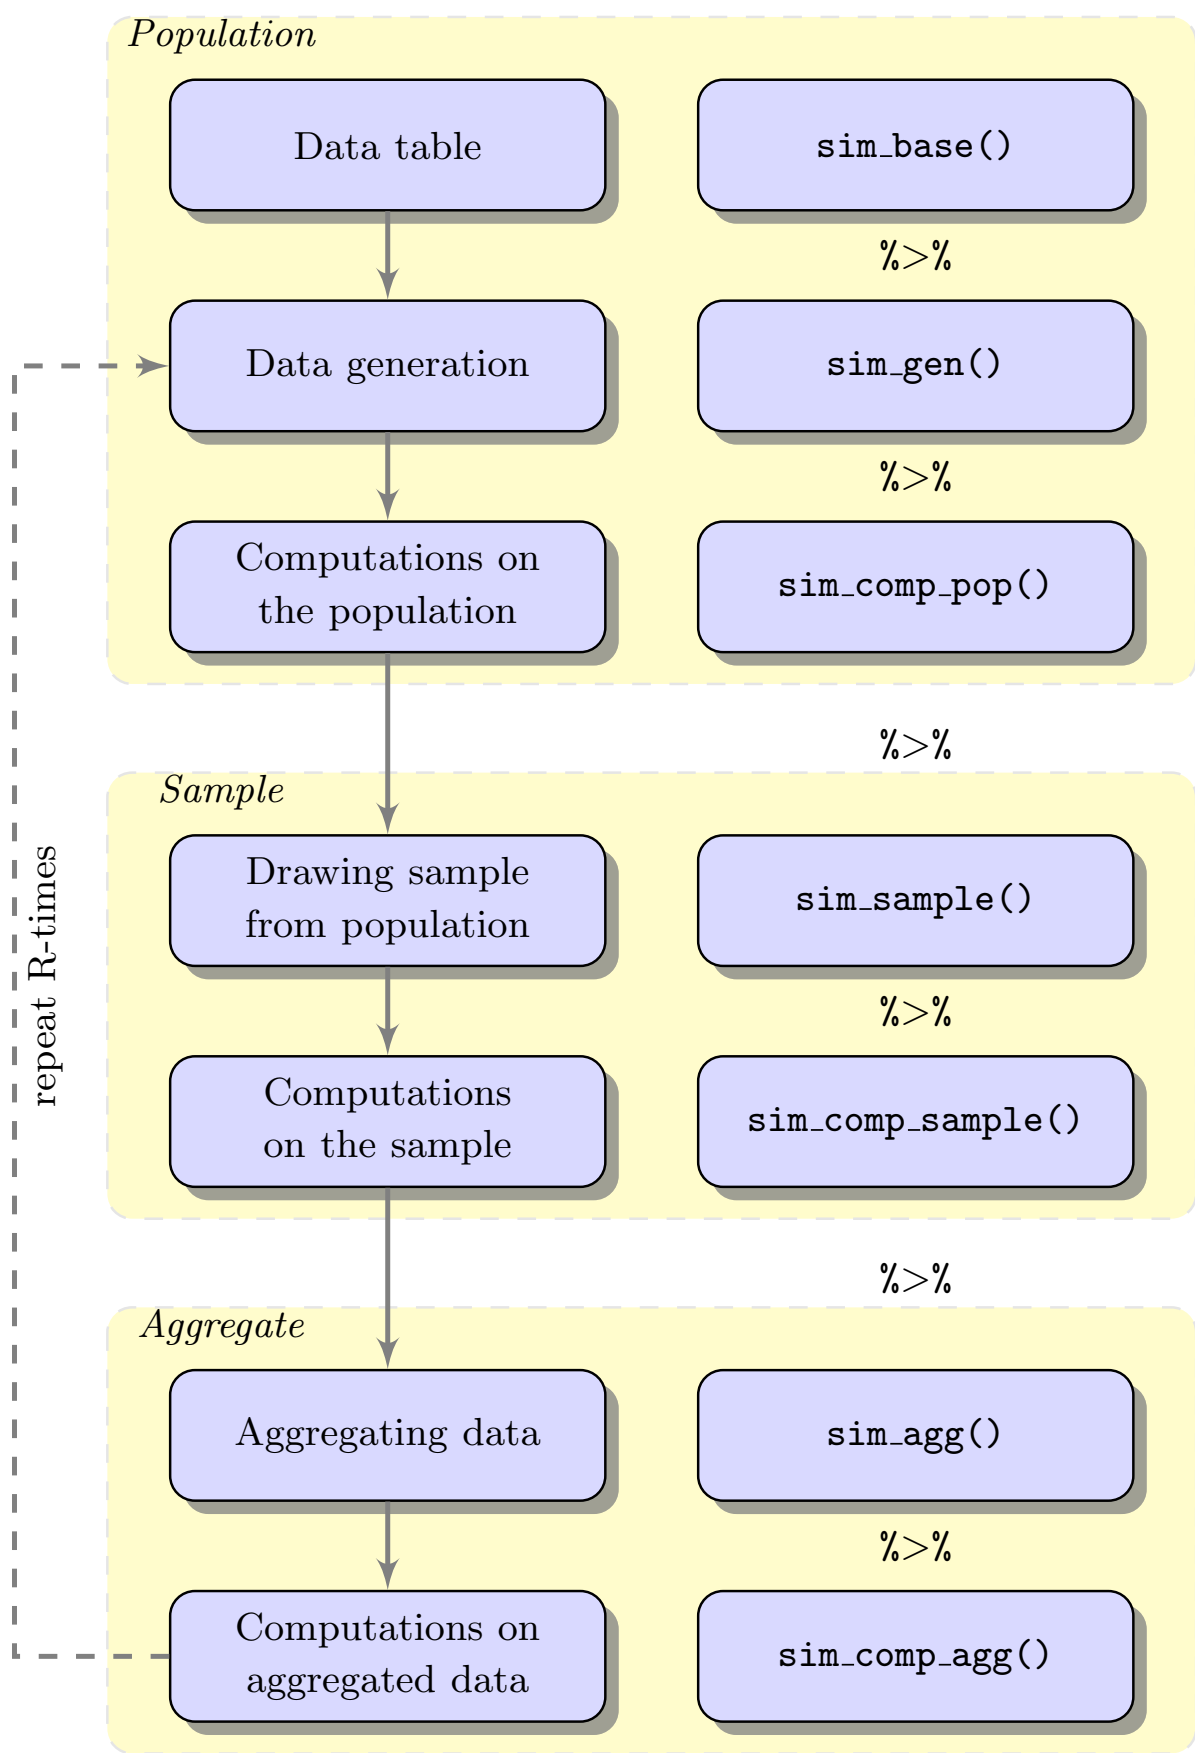 Population
Data table
sim_base()
%>%
Data generation
sim_gen()
%>%
Computations on
the population
sim_comp_pop()
%>%
Sample
Drawing sample
from population
sim_sample()
%>%
Computations
on the sample
sim_comp_sample()
%>%
Aggregate
Aggregating data
sim_agg()
%>%
Computations on
aggregated data
sim_comp_agg()
repeat R-times